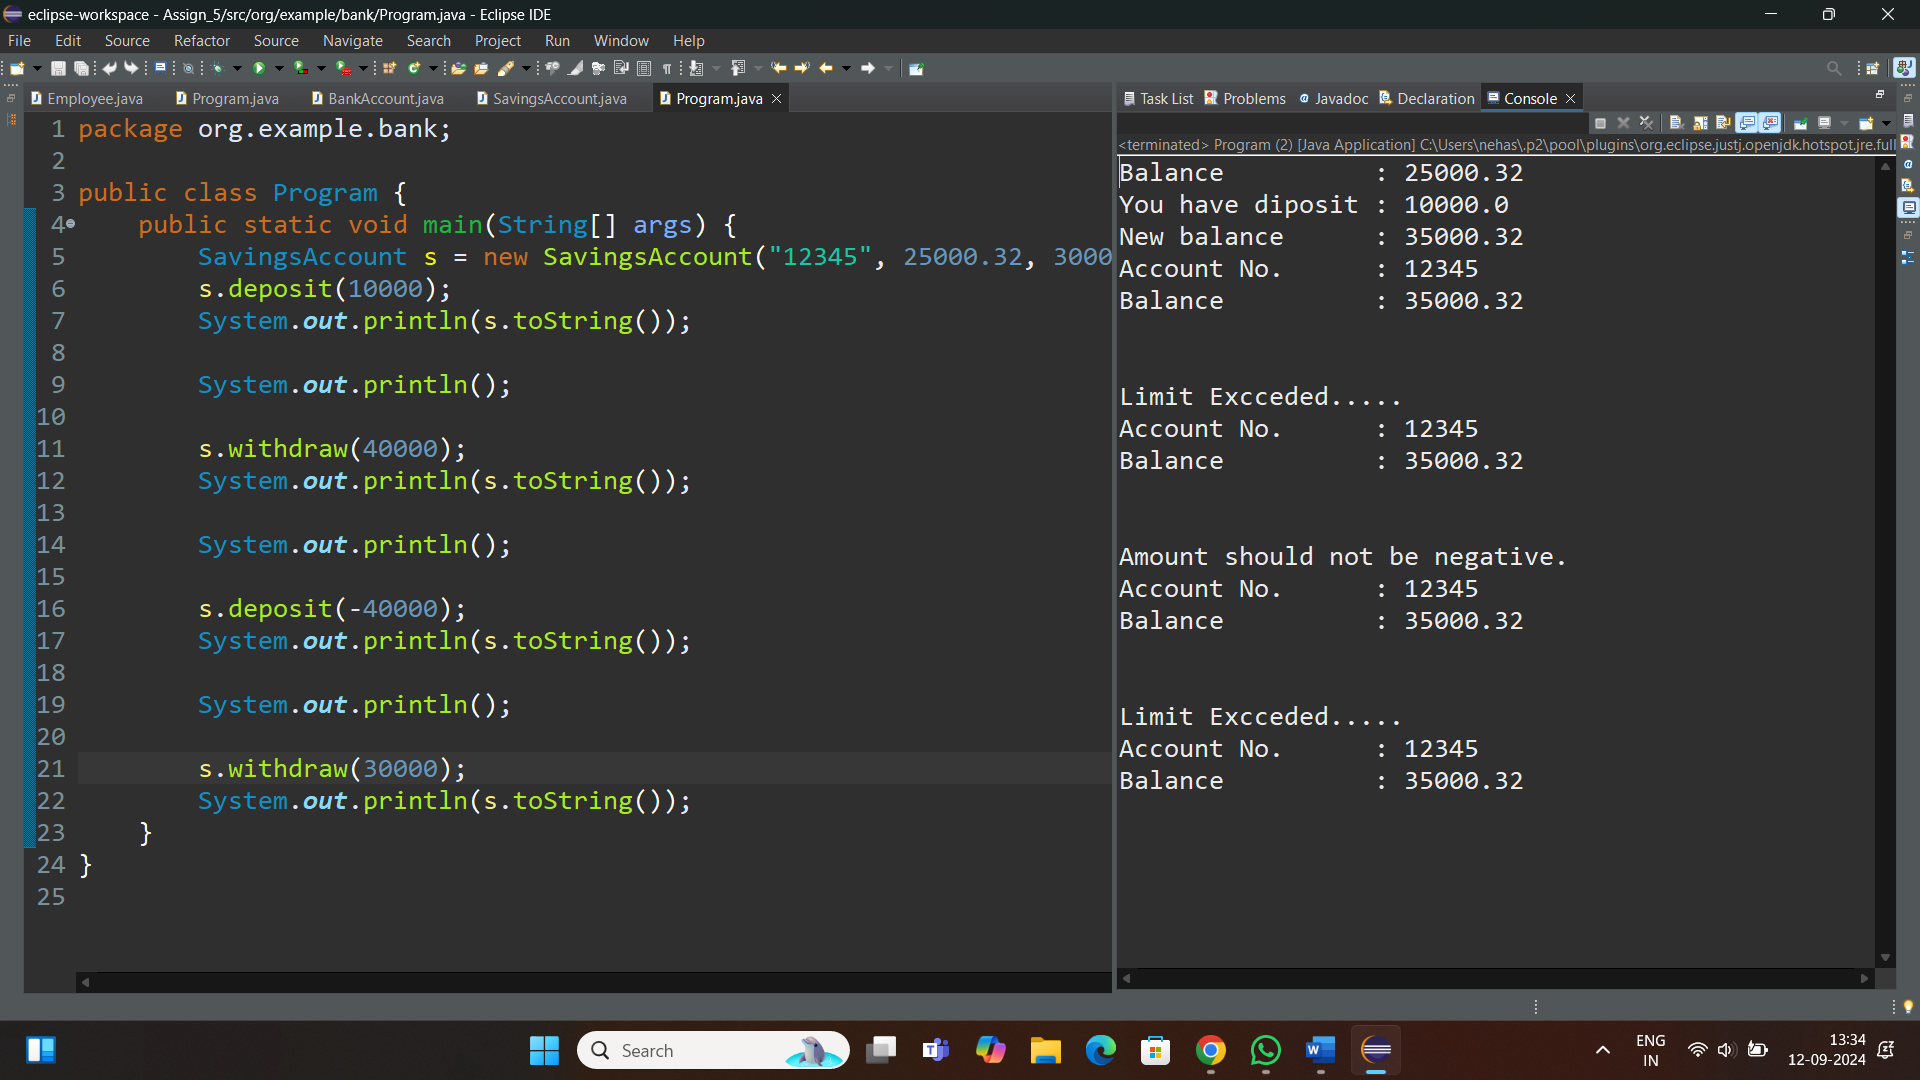 eclipse-workspace - Assign_5/src/org/example/bank/Program.java - Eclipse IDE
File Edit Source Refactor Source Navigate Search Project Run Window Help
Employee.java Program.java BankAccount.java SavingsAccount.java Program.java
1 package org.example.bank;
2
3 public class Program {
4 public static void main(String[] args) {
5 SavingsAccount s = new SavingsAccount("12345", 25000.32, 3000
6 s.deposit(10000);
7 System.out.println(s.toString());
8
9 System.out.println();
10
11 s.withdraw(40000);
12 System.out.println(s.toString());
13
14 System.out.println();
15
16 s.deposit(-40000);
17 System.out.println(s.toString());
18
19 System.out.println();
20
21 s.withdraw(30000);
22 System.out.println(s.toString());
23 }
24 }
25
Task List Problems Javadoc Declaration Console
<terminated> Program (2) [Java Application] C:\Users\nehas\.p2\pool\plugins\org.eclipse.justj.openjdk.hotspot.jre.full
Balance : 25000.32
You have diposit : 10000.0
New balance : 35000.32
Account No. : 12345
Balance : 35000.32
Limit Excceded.....
Account No. : 12345
Balance : 35000.32
Amount should not be negative.
Account No. : 12345
Balance : 35000.32
Limit Excceded.....
Account No. : 12345
Balance : 35000.32
Search
ENG
IN
13:34
12-09-2024